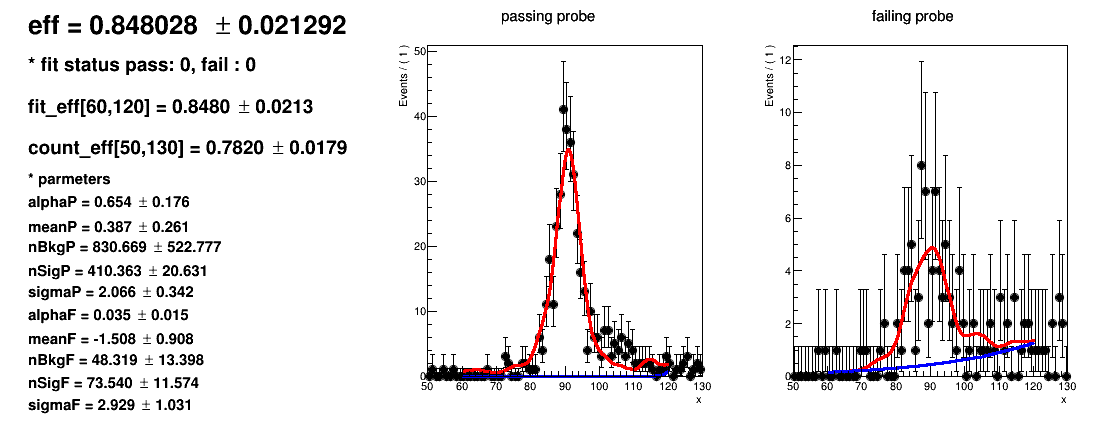 eff = 0.848028 ± 0.021292
* fit status pass: 0, fail : 0
fit_eff[60,120] = 0.8480 ± 0.0213
count_eff[50,130] = 0.7820 ± 0.0179
* parmeters
alphaP = 0.654 ± 0.176
meanP = 0.387 ± 0.261
nBkgP = 830.669 ± 522.777
nSigP = 410.363 ± 20.631
sigmaP = 2.066 ± 0.342
alphaF = 0.035 ± 0.015
meanF = -1.508 ± 0.908
nBkgF = 48.319 ± 13.398
nSigF = 73.540 ± 11.574
sigmaF = 2.929 ± 1.031
passing probe
Events / ( 1 )
50
40
30
20
10
0
50 60 70 80 90 100 110 120 130
x
failing probe
Events / ( 1 )
12
10
8
6
4
2
0
50 60 70 80 90 100 110 120 130
x